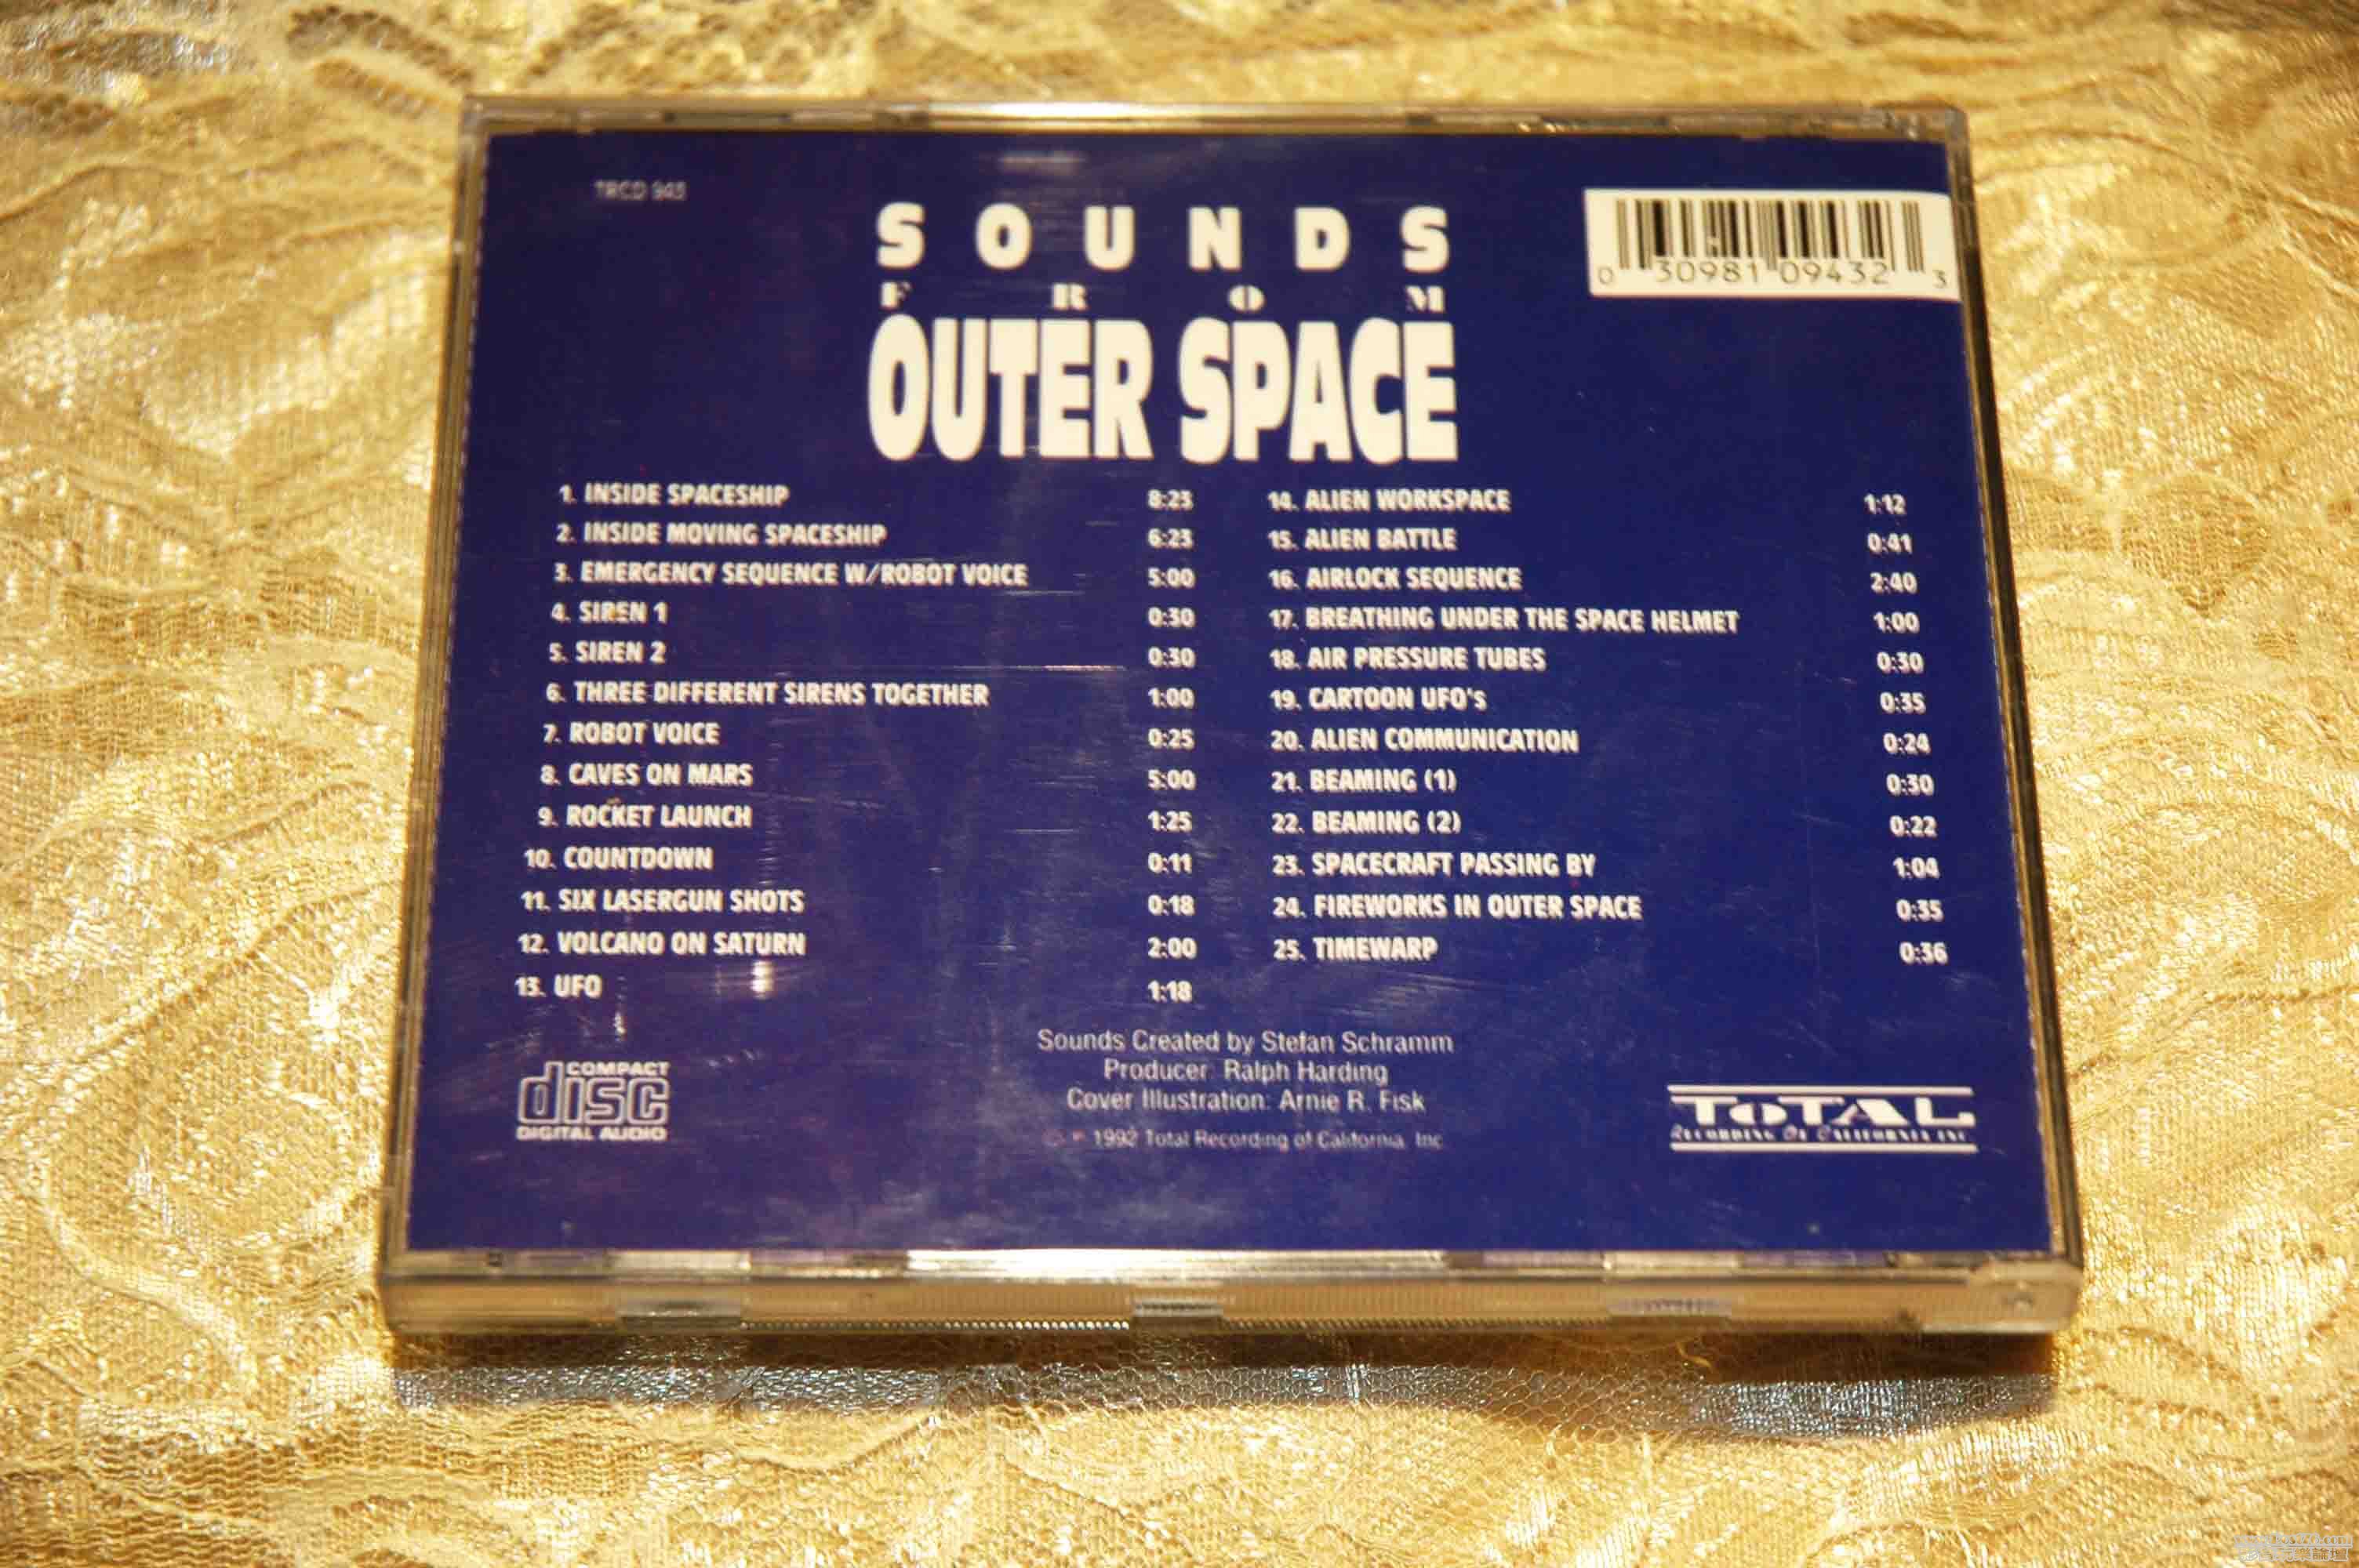 TRCD 943
SOUNDS
FROM
OUTER SPACE
0 30981 09432 3
1. INSIDE SPACESHIP 8:23
2. INSIDE MOVING SPACESHIP 6:23
3. EMERGENCY SEQUENCE W/ROBOT VOICE 5:00
4. SIREN 1 0:30
5. SIREN 2 0:30
6. THREE DIFFERENT SIRENS TOGETHER 1:00
7. ROBOT VOICE 0:25
8. CAVES ON MARS 5:00
9. ROCKET LAUNCH 1:25
10. COUNTDOWN 0:11
11. SIX LASERGUN SHOTS 0:18
12. VOLCANO ON SATURN 2:00
13. UFO 1:18
14. ALIEN WORKSPACE 1:12
15. ALIEN BATTLE 0:41
16. AIRLOCK SEQUENCE 2:40
17. BREATHING UNDER THE SPACE HELMET 1:00
18. AIR PRESSURE TUBES 0:30
19. CARTOON UFO'S 0:35
20. ALIEN COMMUNICATION 0:24
21. BEAMING (1) 0:30
22. BEAMING (2) 0:22
23. SPACECRAFT PASSING BY 1:04
24. FIREWORKS IN OUTER SPACE 0:35
25. TIMEWARP 0:36
Sounds Created by Stefan Schramm
Producer: Ralph Harding
Cover Illustration: Arnie R. Fisk
1992 Total Recording of California, Inc.
COMPACT
disc
DIGITAL AUDIO
TOTAL
RECORDING OF CALIFORNIA INC.